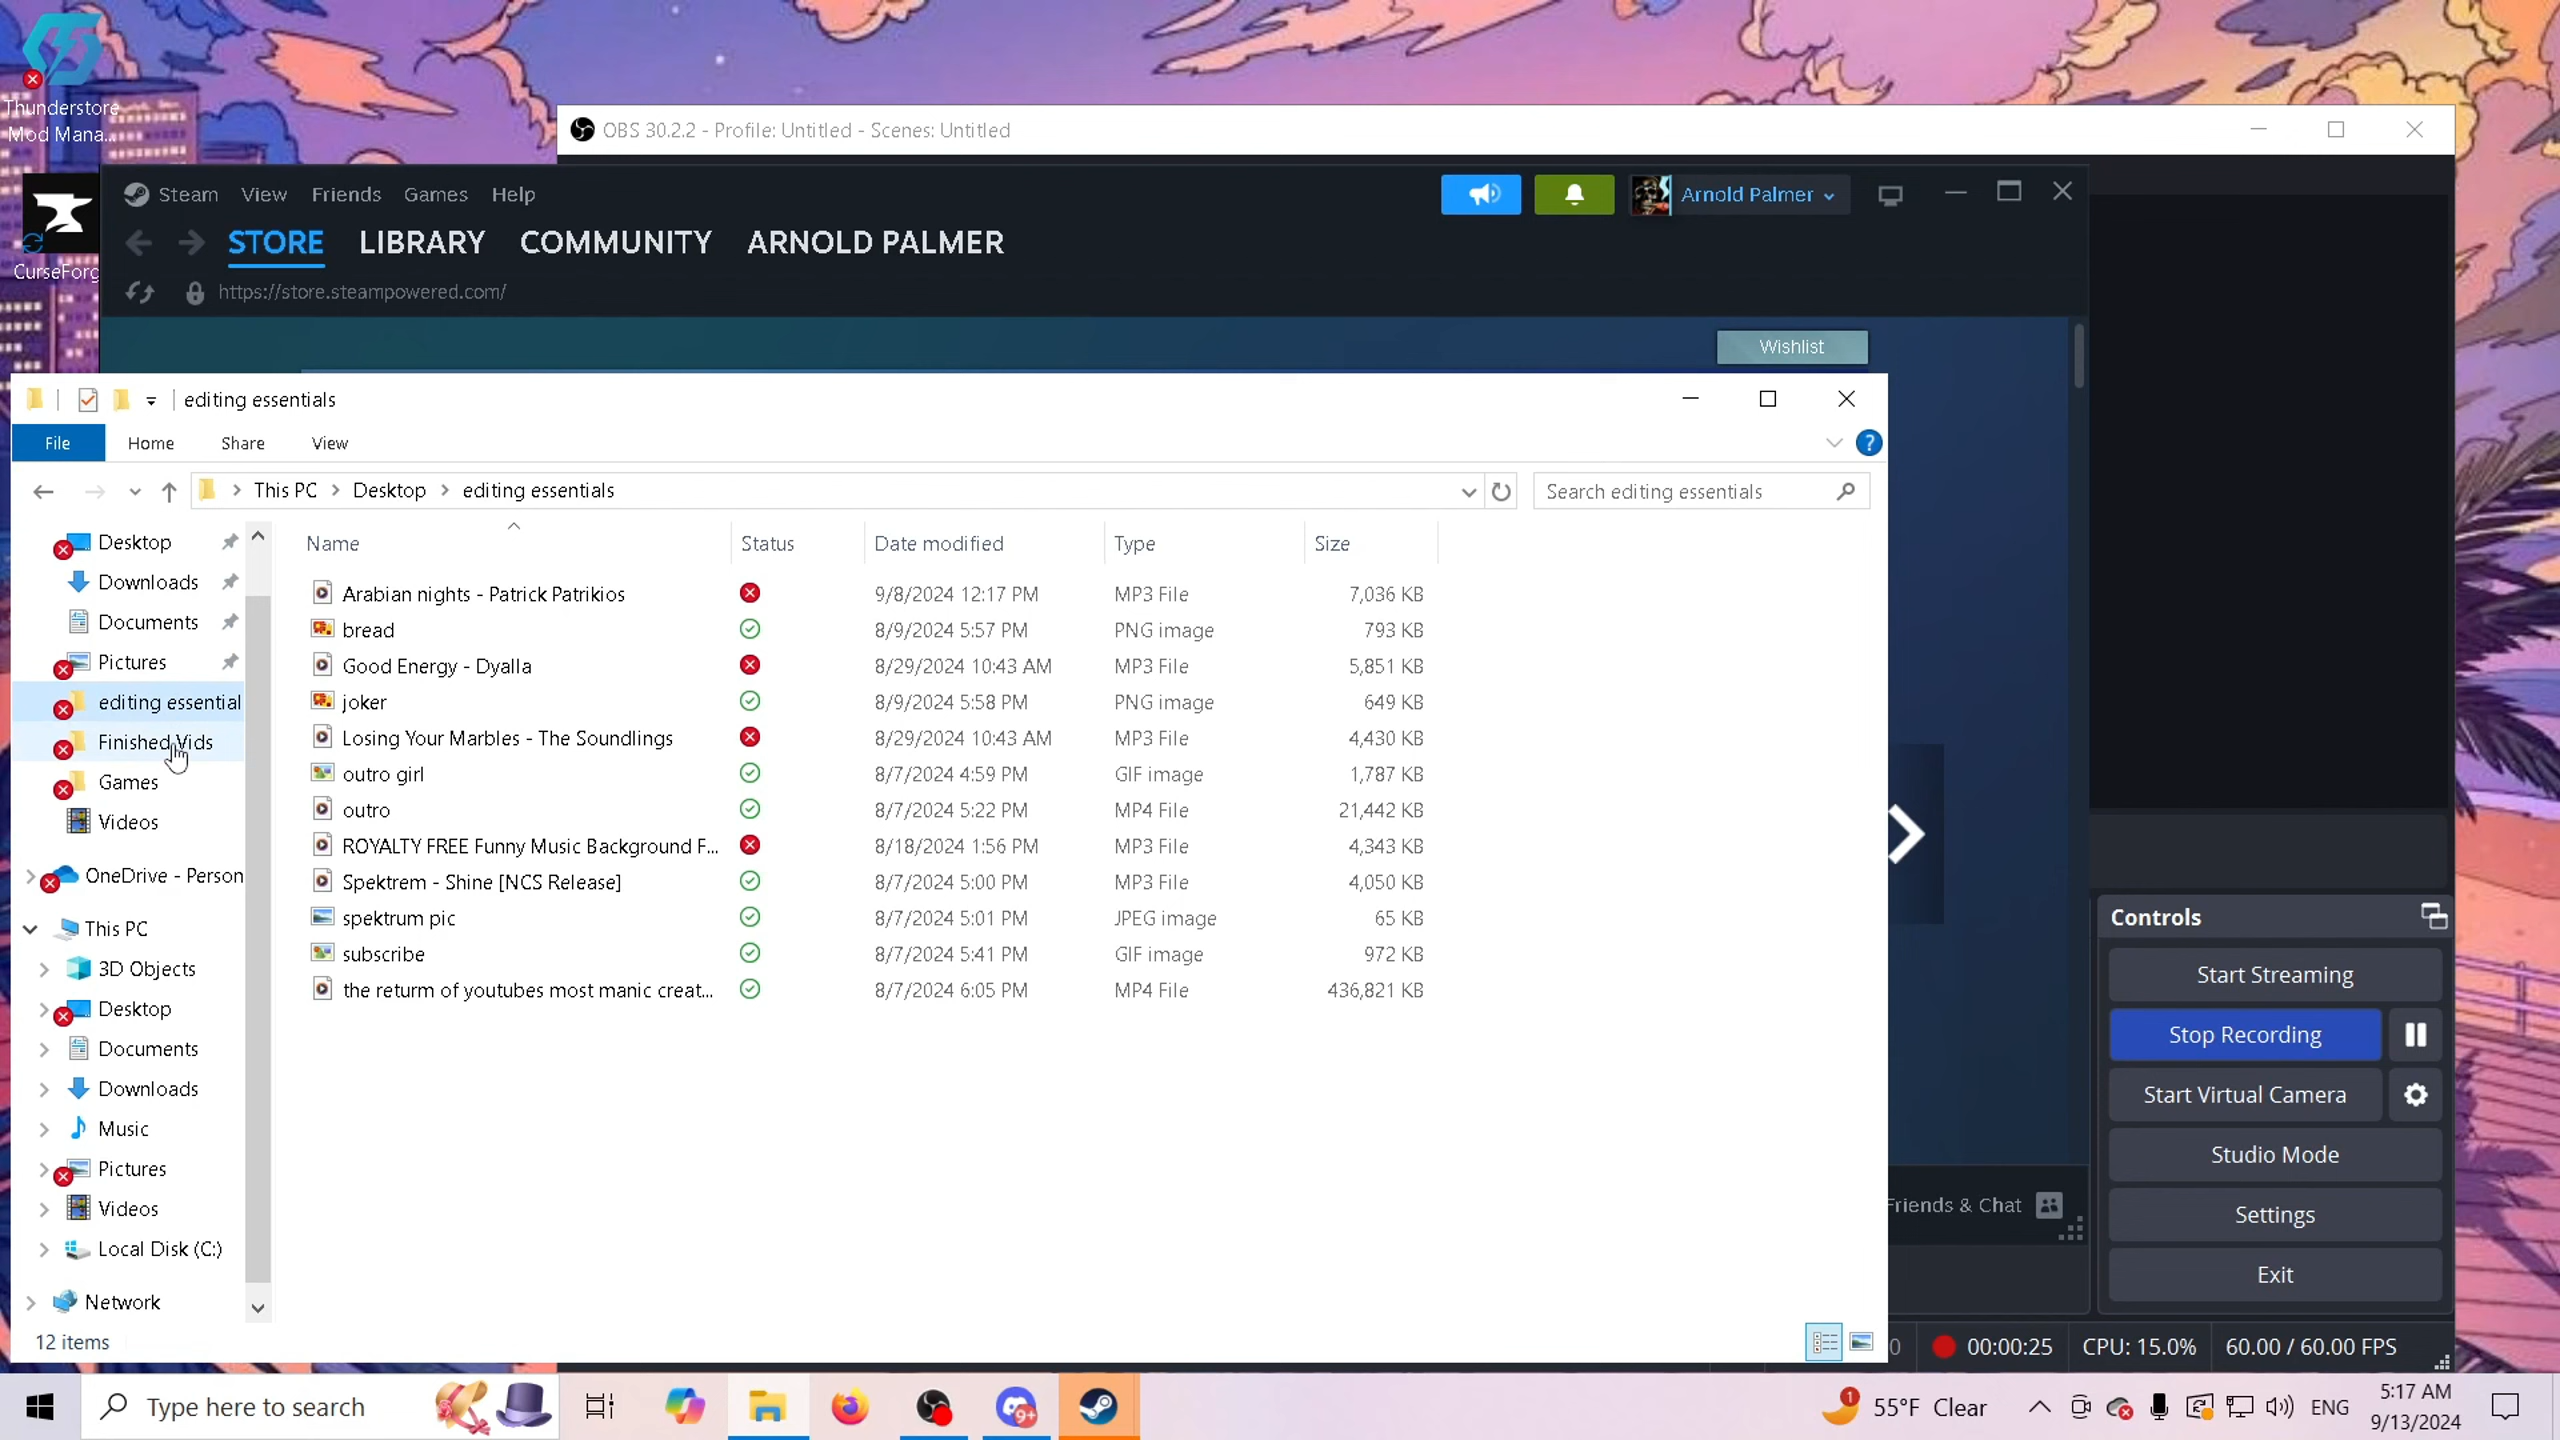 Thunderstore
Mod Mana...
CurseForg
OBS 30.2.2 - Profile: Untitled - Scenes: Untitled
Steam View Friends Games Help
Arnold Palmer
STORE LIBRARY COMMUNITY ARNOLD PALMER
https://store.steampowered.com/
Wishlist
editing essentials
File Home Share View
?
This PC > Desktop > editing essentials
Search editing essentials
Name Status Date modified Type Size
Desktop
Downloads
Documents
Pictures
editing essential
Finished Vids
Games
Videos
OneDrive - Person
This PC
3D Objects
Desktop
Documents
Downloads
Music
Pictures
Videos
Local Disk (C:)
Network
Arabian nights - Patrick Patrikios 9/8/2024 12:17 PM MP3 File 7,036 KB
bread 8/9/2024 5:57 PM PNG image 793 KB
Good Energy - Dyalla 8/29/2024 10:43 AM MP3 File 5,851 KB
joker 8/9/2024 5:58 PM PNG image 649 KB
Losing Your Marbles - The Soundlings 8/29/2024 10:43 AM MP3 File 4,430 KB
outro girl 8/7/2024 4:59 PM GIF image 1,787 KB
outro 8/7/2024 5:22 PM MP4 File 21,442 KB
ROYALTY FREE Funny Music Background F... 8/18/2024 1:56 PM MP3 File 4,343 KB
Spektrem - Shine [NCS Release] 8/7/2024 5:00 PM MP3 File 4,050 KB
spektrum pic 8/7/2024 5:01 PM JPEG image 65 KB
subscribe 8/7/2024 5:41 PM GIF image 972 KB
the returm of youtubes most manic creat... 8/7/2024 6:05 PM MP4 File 436,821 KB
12 items
Friends & Chat
Controls
Start Streaming
Stop Recording
Start Virtual Camera
Studio Mode
Settings
Exit
0 00:00:25 CPU: 15.0% 60.00 / 60.00 FPS
Type here to search
9+
1
55°F Clear
ENG
5:17 AM
9/13/2024